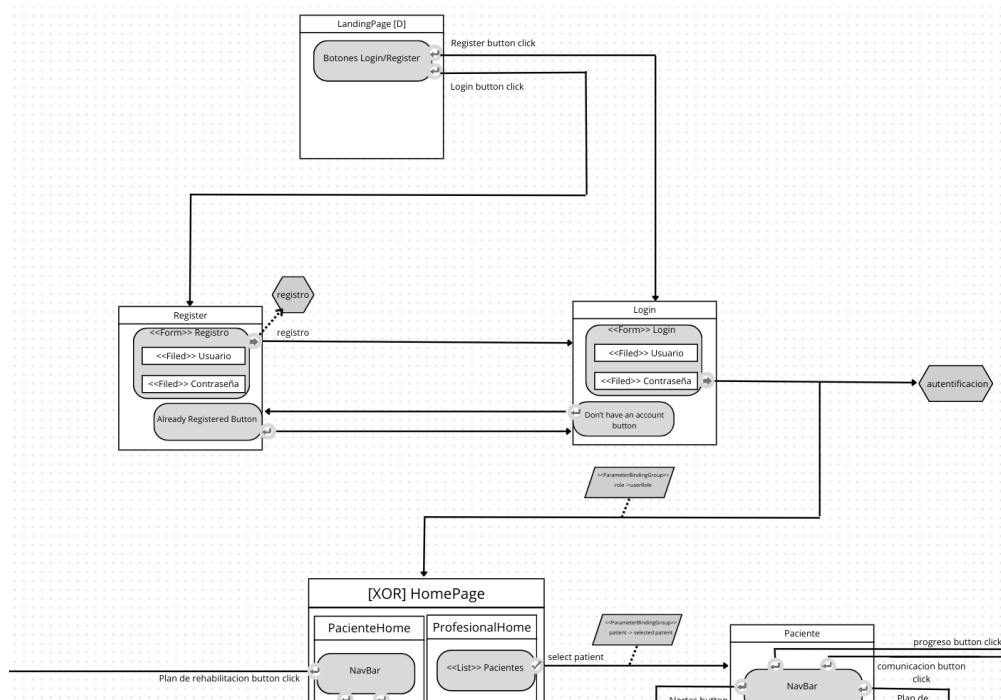 LandingPage [D]
Botones Login/Register
Register button click
Login button click
registro
Register
<<Form>> Registro
<<Filed>> Usuario
<<Filed>> Contraseña
Already Registered Button
registro
Login
<<Form>> Login
<<Filed>> Usuario
<<Filed>> Contraseña
Don't have an account
button
autentificacion
<<ParameterBindingGroup>>
role ->userRole
[XOR] HomePage
PacienteHome
ProfesionalHome
NavBar
<<List>> Pacientes
Plan de rehabilitacion button click
select patient
<<ParameterBindingGroup>>
patient -> selected patient
Paciente
NavBar
progreso button click
comunicacion button
click
Plan de
Alertas button